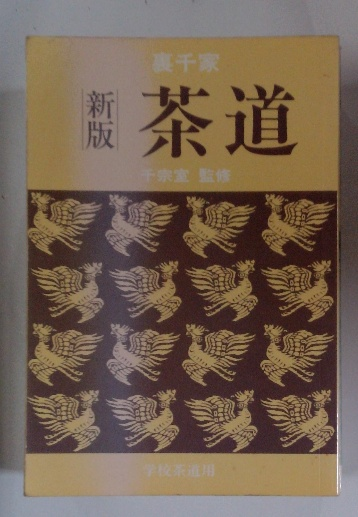 裏千家
新版
茶道
千宗室 監修
学校茶道用